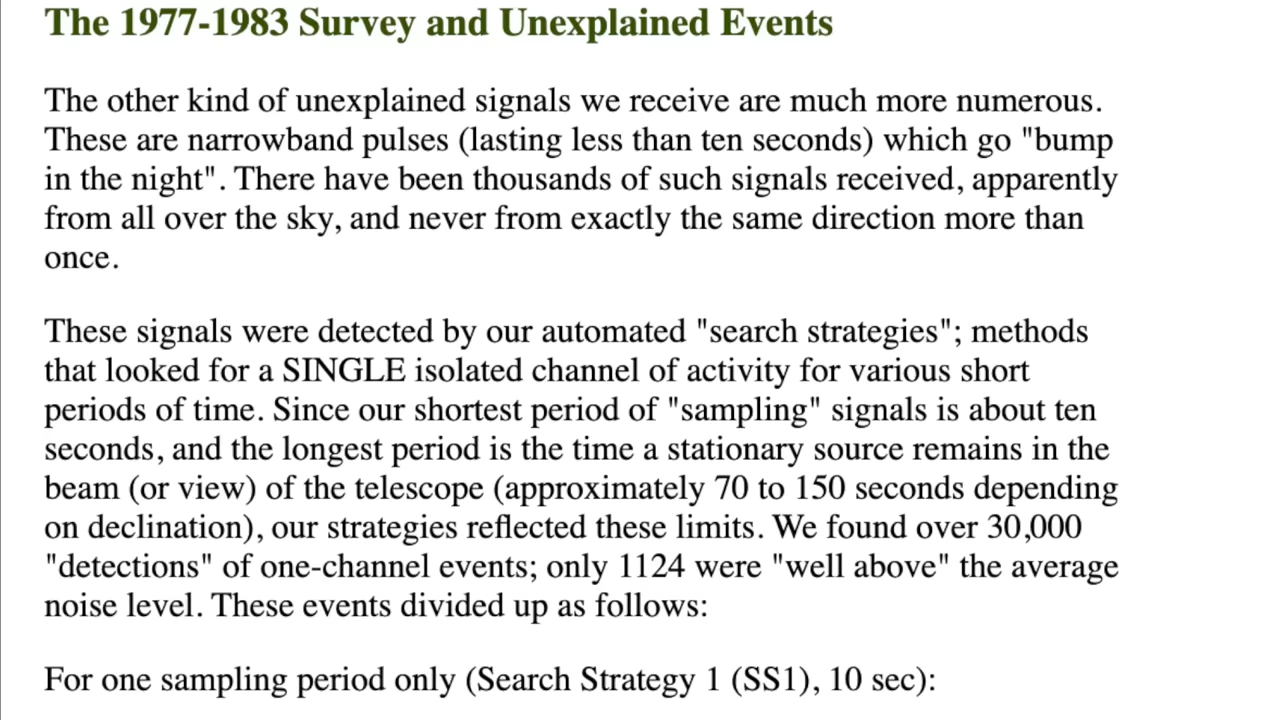 The 1977-1983 Survey and Unexplained Events
The other kind of unexplained signals we receive are much more numerous.
These are narrowband pulses (lasting less than ten seconds) which go "bump
in the night". There have been thousands of such signals received, apparently
from all over the sky, and never from exactly the same direction more than
once.
These signals were detected by our automated "search strategies"; methods
that looked for a SINGLE isolated channel of activity for various short
periods of time. Since our shortest period of "sampling" signals is about ten
seconds, and the longest period is the time a stationary source remains in the
beam (or view) of the telescope (approximately 70 to 150 seconds depending
on declination), our strategies reflected these limits. We found over 30,000
"detections" of one-channel events; only 1124 were "well above" the average
noise level. These events divided up as follows:
For one sampling period only (Search Strategy 1 (SS1), 10 sec):